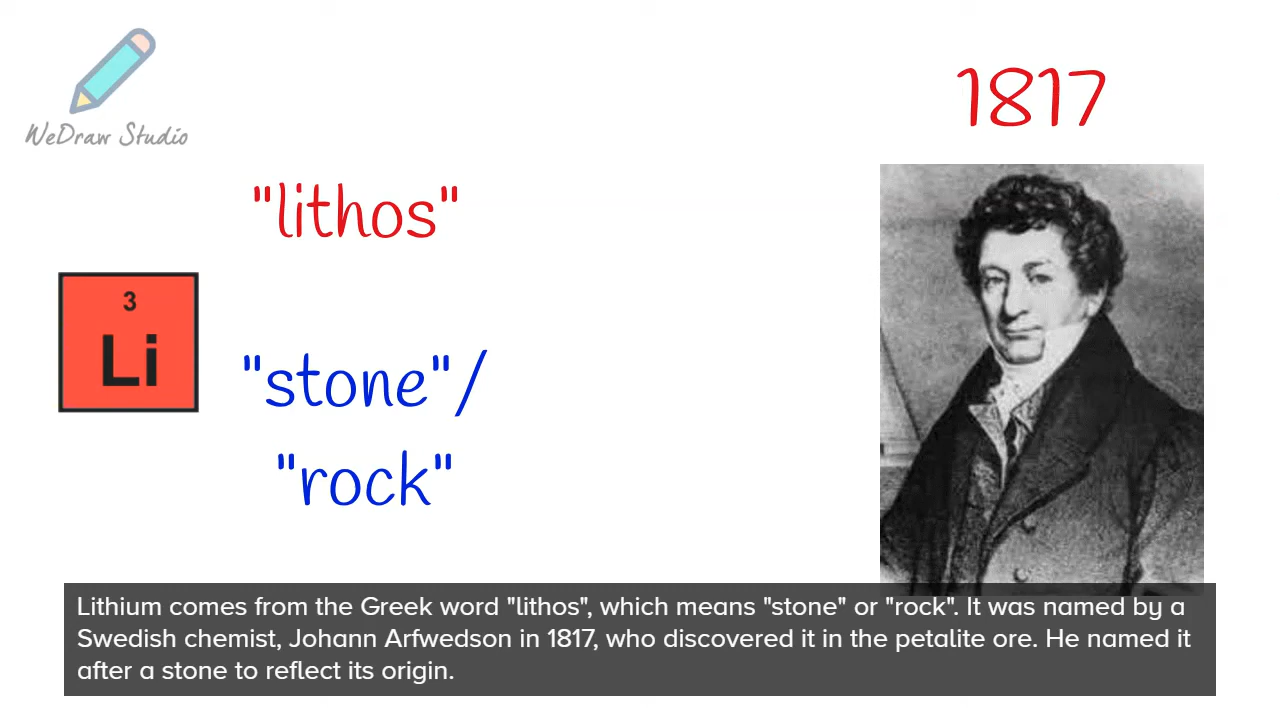 WeDraw Studio
1817
"lithos"
3
Li
"stone"/
"rock"
Lithium comes from the Greek word "lithos", which means "stone" or "rock". It was named by a
Swedish chemist, Johann Arfwedson in 1817, who discovered it in the petalite ore. He named it
after a stone to reflect its origin.